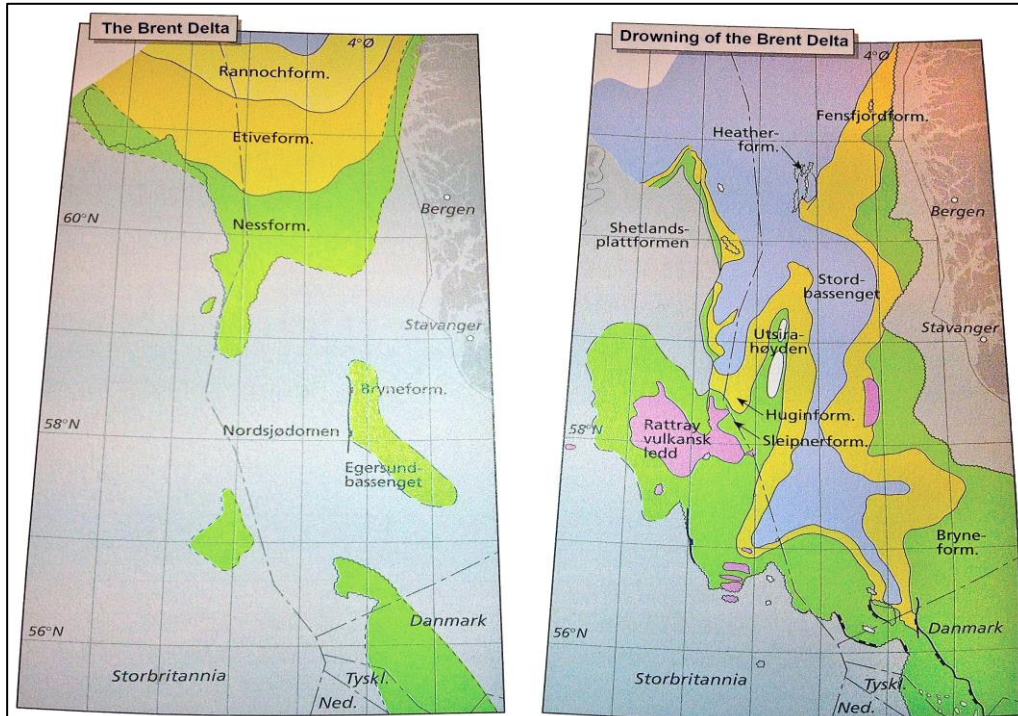 The Brent Delta
4°Ø
Rannochform.
Etiveform.
60°N
Nessform.
Bergen
Stavanger
Bryneform.
58°N
Nordsjødomen
Egersund-
bassenget
56°N
Danmark
Storbritannia
Tyskl.
Ned.
Drowning of the Brent Delta
4°Ø
Fensfjordform.
Heather-
form.
60°N
Shetlands-
plattformen
Bergen
Stord-
bassenget
Stavanger
Utsira-
høyden
Huginform.
58°N
Rattray
vulkansk
ledd
Sleipnerform.
Bryne-
form.
56°N
Danmark
Storbritannia
Tyskl.
Ned.